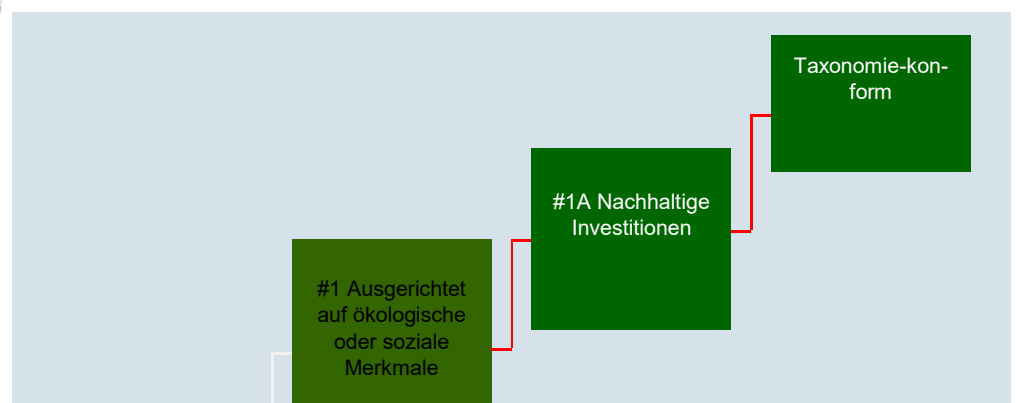 Taxonomie-kon-
form
#1A Nachhaltige
Investitionen
#1 Ausgerichtet
auf ökologische
oder soziale
Merkmale